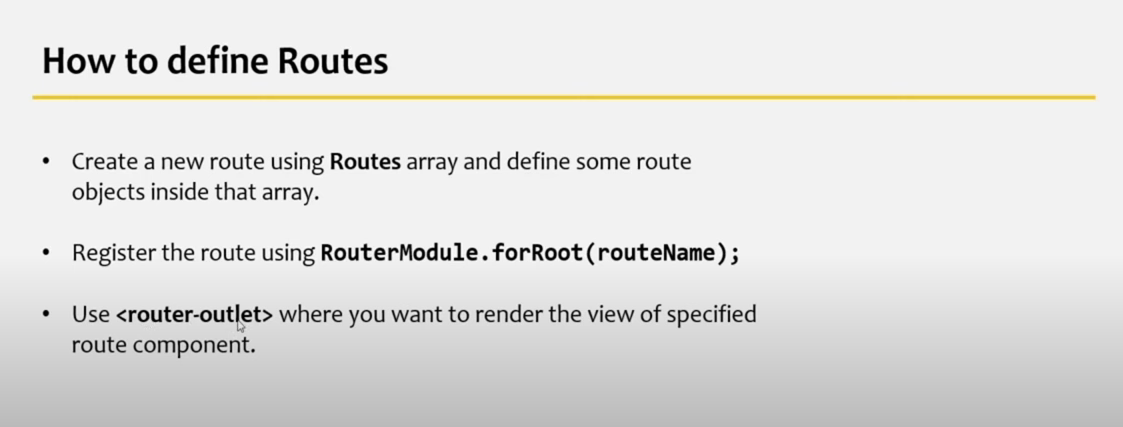 How to define Routes
• Create a new route using Routes array and define some route
objects inside that array.
• Register the route using RouterModule.forRoot(routeName);
• Use <router-outlet> where you want to render the view of specified
route component.